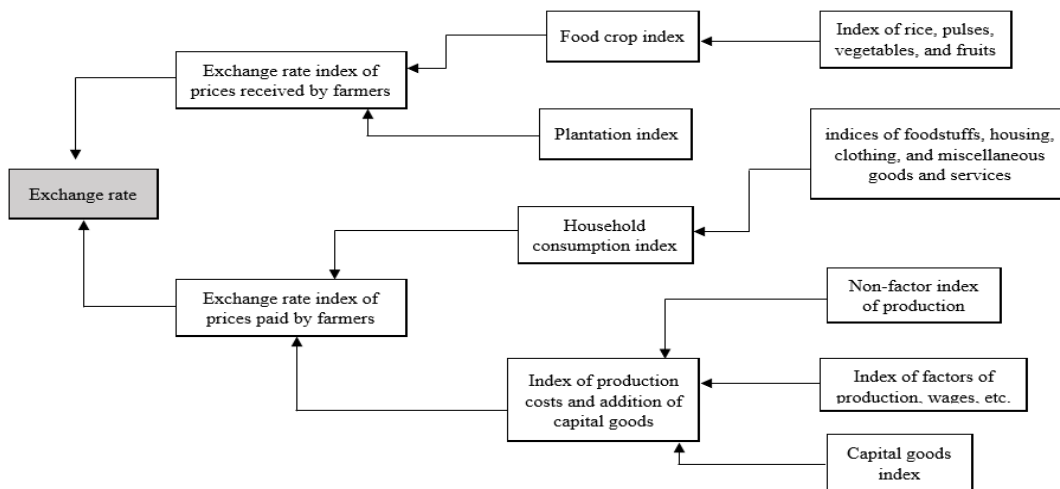 Food crop index
Index of rice, pulses,
vegetables, and fruits
Exchange rate index of
prices received by farmers
Plantation index
indices of foodstuffs, housing,
clothing, and miscellaneous
goods and services
Exchange rate
Household
consumption index
Non-factor index
of production
Exchange rate index of
prices paid by farmers
Index of production
costs and addition of
capital goods
Index of factors of
production, wages, etc.
Capital goods
index